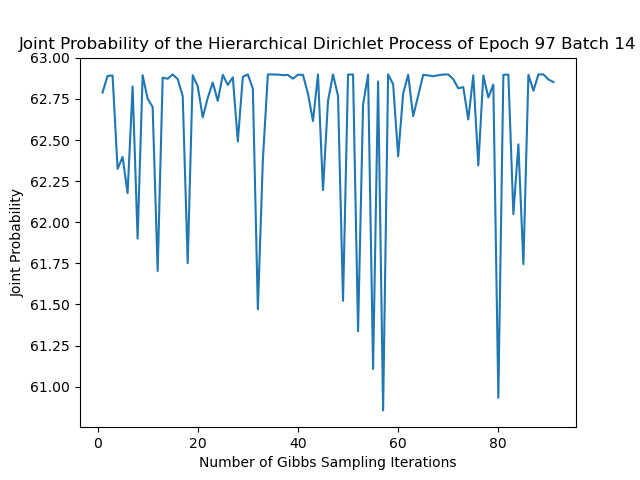 Joint Probability of the Hierarchical Dirichlet Process of Epoch 97 Batch 14
63.00
62.75
62.50
62.25
62.00
61.75
61.50
61.25
61.00
Joint Probability
0 20 40 60 80
Number of Gibbs Sampling Iterations